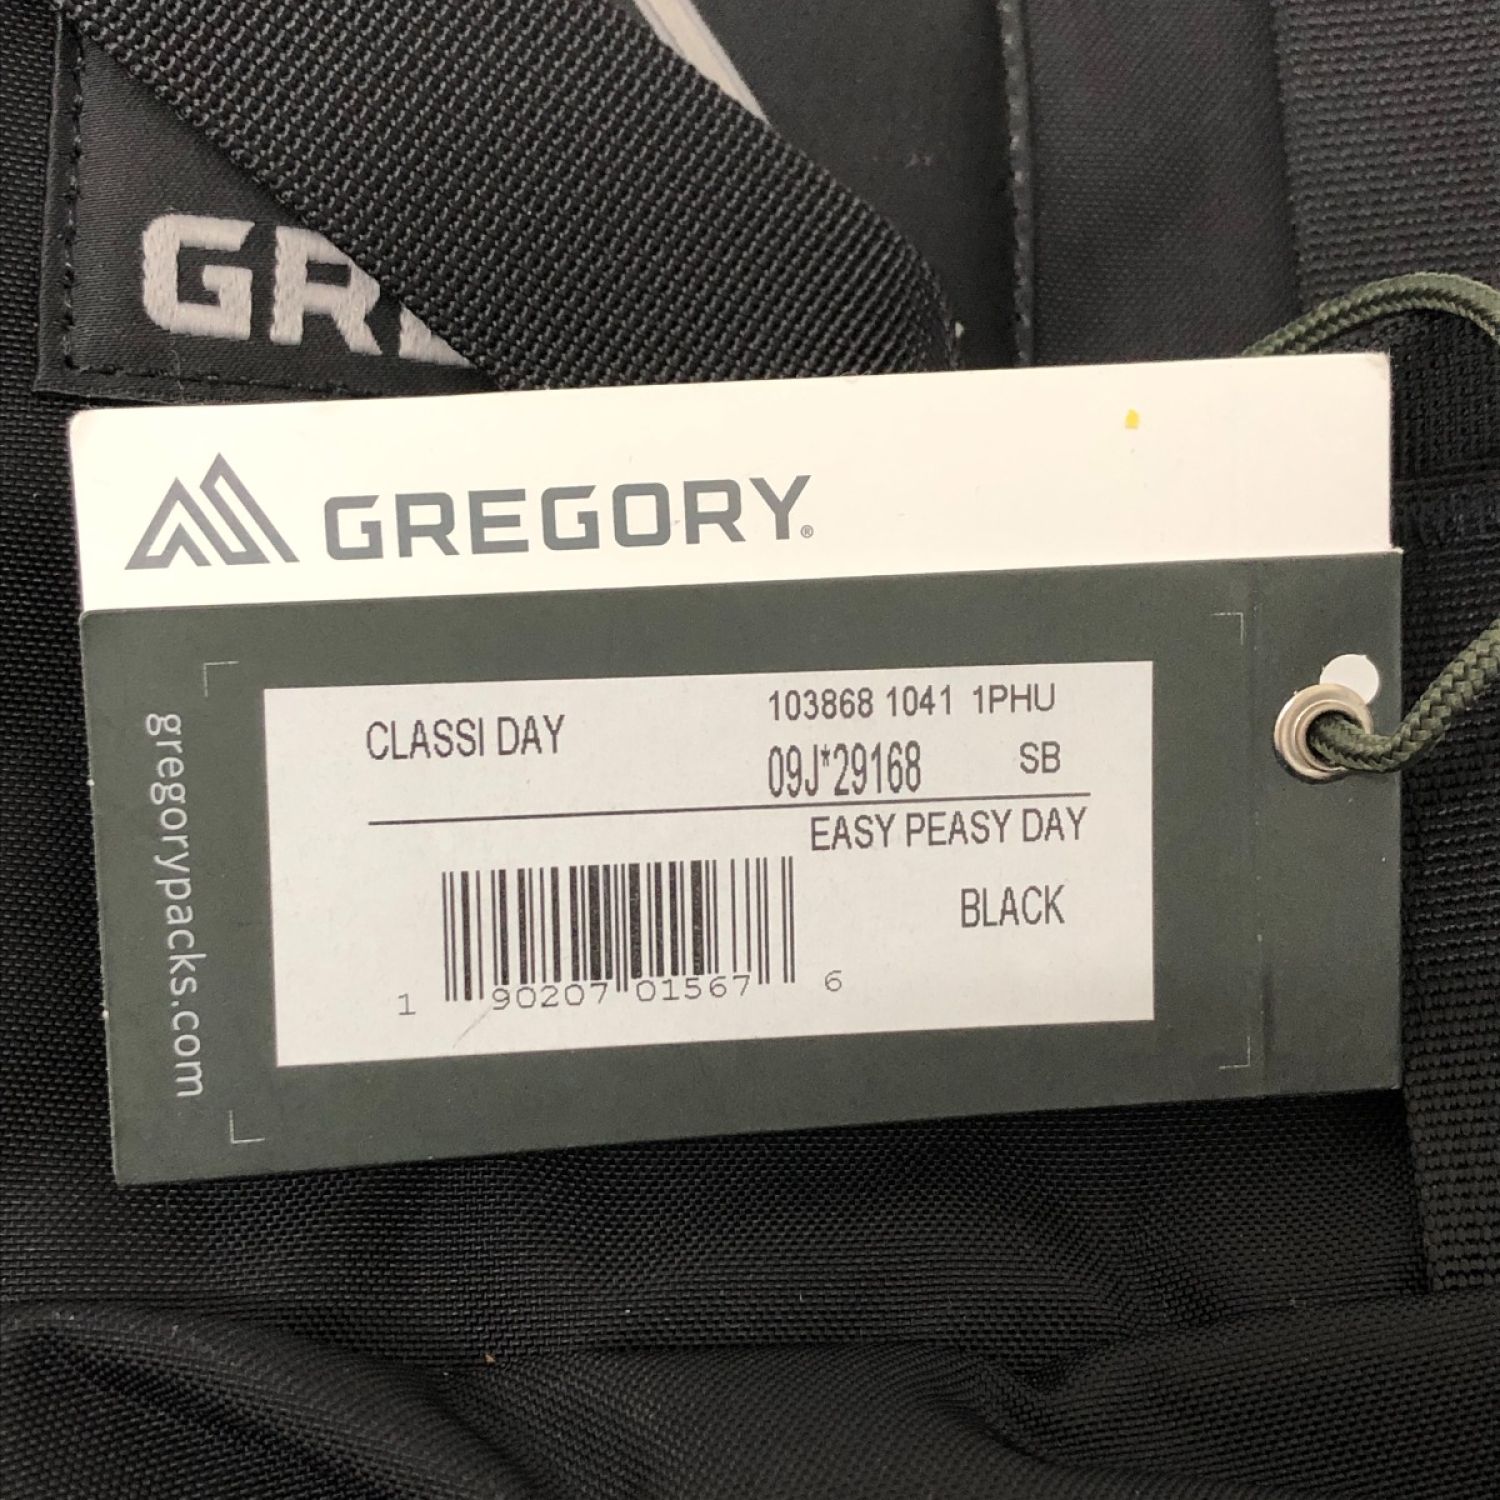 GR
GREGORY®
gregorypacks.com
CLASSI DAY
103868 1041 1PHU
09J*29168 SB
EASY PEASY DAY
BLACK
1 90207 01567 6